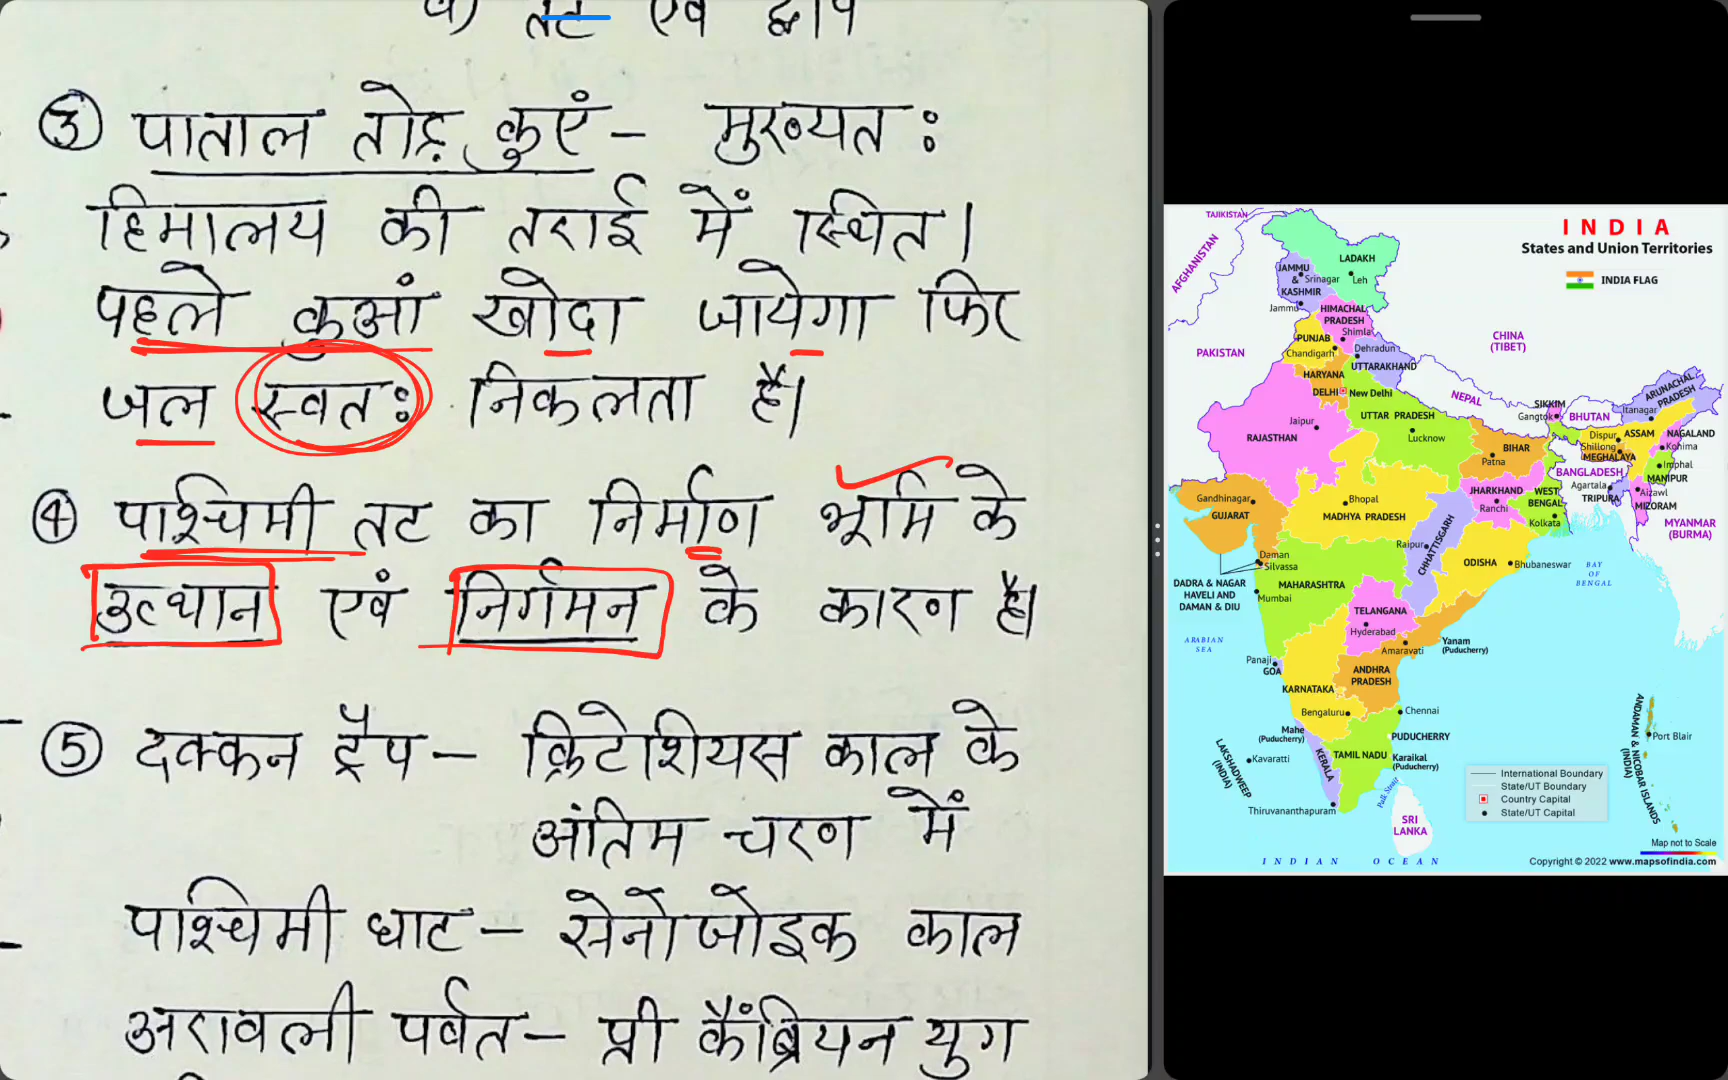 ③ पाताल तोड़ कुएं - मुख्यत:
हिमालय की तराई में स्थित।
पहले कुआं खोदा जायेगा फिर
जल स्वत: निकलता है।
④ पाश्चिमी तट का निर्माण भूमि के
उत्थान एवं निर्गमन के कारण है।
⑤ दक्कन ट्रैप - क्रिटेशियस काल के
अंतिम चरण में
पाश्चिमी घाट - सेनोजोइक काल
अरावली पर्वत - प्री कैंब्रियन युग
INDIA
States and Union Territories
INDIA FLAG
TAJIKISTAN
AFGHANISTAN
LADAKH
Leh
JAMMU
& Srinagar
KASHMIR
Jammu
HIMACHAL
PRADESH
Shimla
PUNJAB
Chandigarh
Dehradun
UTTARAKHAND
CHINA
(TIBET)
PAKISTAN
HARYANA
DELHI
New Delhi
NEPAL
SIKKIM
Gangtok
BHUTAN
ARUNACHAL
PRADESH
Itanagar
UTTAR PRADESH
Lucknow
Jaipur
RAJASTHAN
BIHAR
Patna
Dispur
ASSAM
NAGALAND
Shillong
Kohima
MEGHALAYA
Imphal
MANIPUR
BANGLADESH
Agartala
TRIPURA
Aizawl
MIZORAM
MYANMAR
(BURMA)
Gandhinagar
GUJARAT
Bhopal
MADHYA PRADESH
JHARKHAND
Ranchi
WEST
BENGAL
Kolkata
CHHATTISGARH
Raipur
ODISHA
Bhubaneswar
BAY
OF
BENGAL
Daman
Silvassa
DADRA & NAGAR
HAVELI AND
DAMAN & DIU
MAHARASHTRA
Mumbai
TELANGANA
Hyderabad
ARABIAN
SEA
Amaravati
Yanam
(Puducherry)
Panaji
GOA
KARNATAKA
ANDHRA
PRADESH
Bengaluru
Chennai
Mahe
(Puducherry)
PUDUCHERRY
KERALA
TAMIL NADU
Karaikal
(Puducherry)
LAKSHADWEEP
(INDIA)
Kavaratti
Thiruvananthapuram
Palk Strait
SRI
LANKA
ANDAMAN & NICOBAR ISLANDS
(INDIA)
Port Blair
International Boundary
State/UT Boundary
Country Capital
State/UT Capital
Map not to Scale
INDIAN OCEAN
Copyright © 2022 www.mapsofindia.com